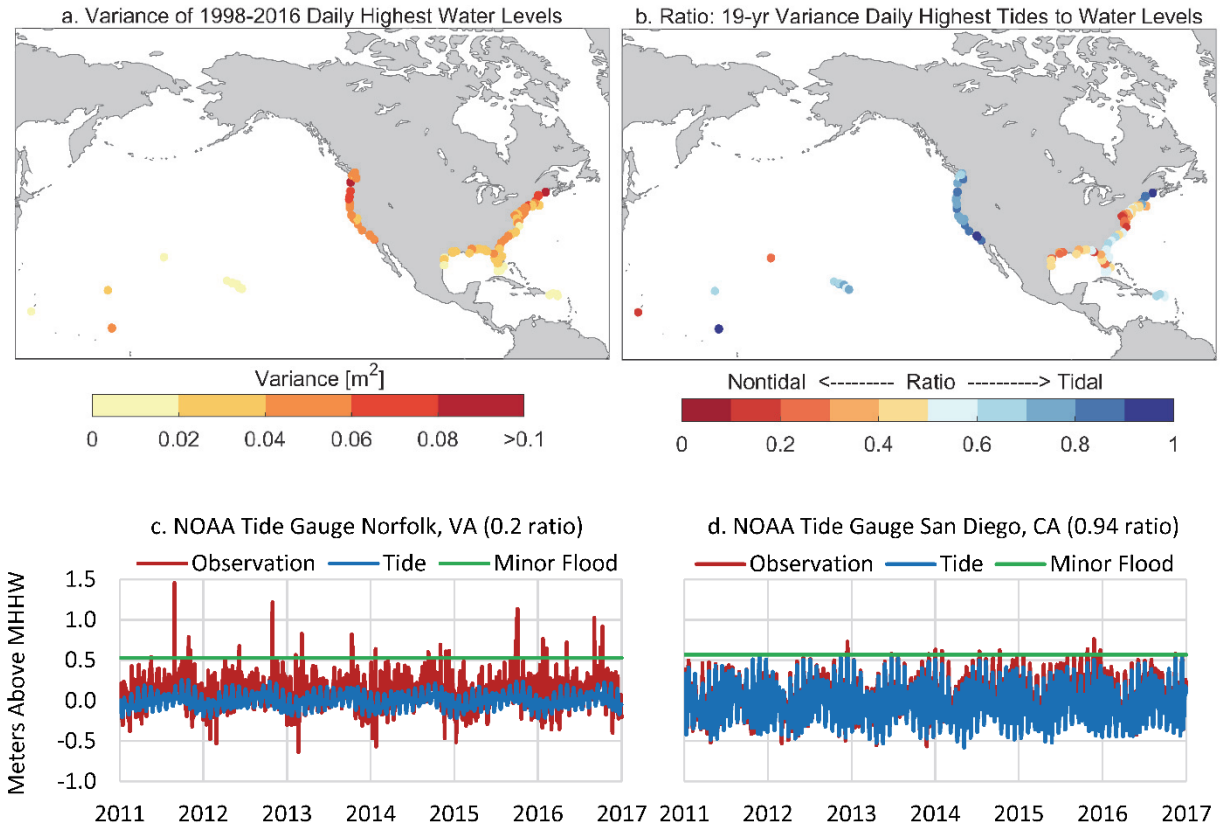 a. Variance of 1998-2016 Daily Highest Water Levels
b. Ratio: 19-yr Variance Daily Highest Tides to Water Levels
Variance [m²]
0 0.02 0.04 0.06 0.08 >0.1
Nontidal <--------- Ratio ---------> Tidal
0 0.2 0.4 0.6 0.8 1
c. NOAA Tide Gauge Norfolk, VA (0.2 ratio)
Observation Tide Minor Flood
Meters Above MHHW
1.5
1.0
0.5
0.0
-0.5
-1.0
2011 2012 2013 2014 2015 2016 2017
d. NOAA Tide Gauge San Diego, CA (0.94 ratio)
Observation Tide Minor Flood
2011 2012 2013 2014 2015 2016 2017